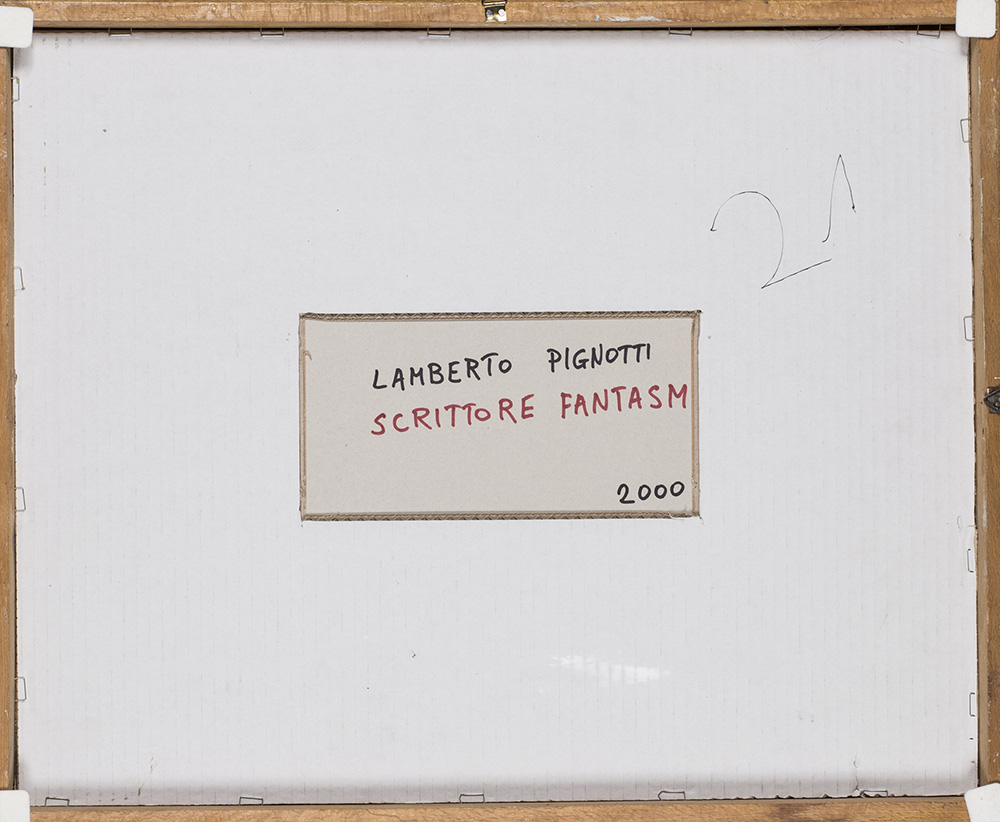 21
LAMBERTO PIGNOTTI
SCRITTORE FANTASM
2000